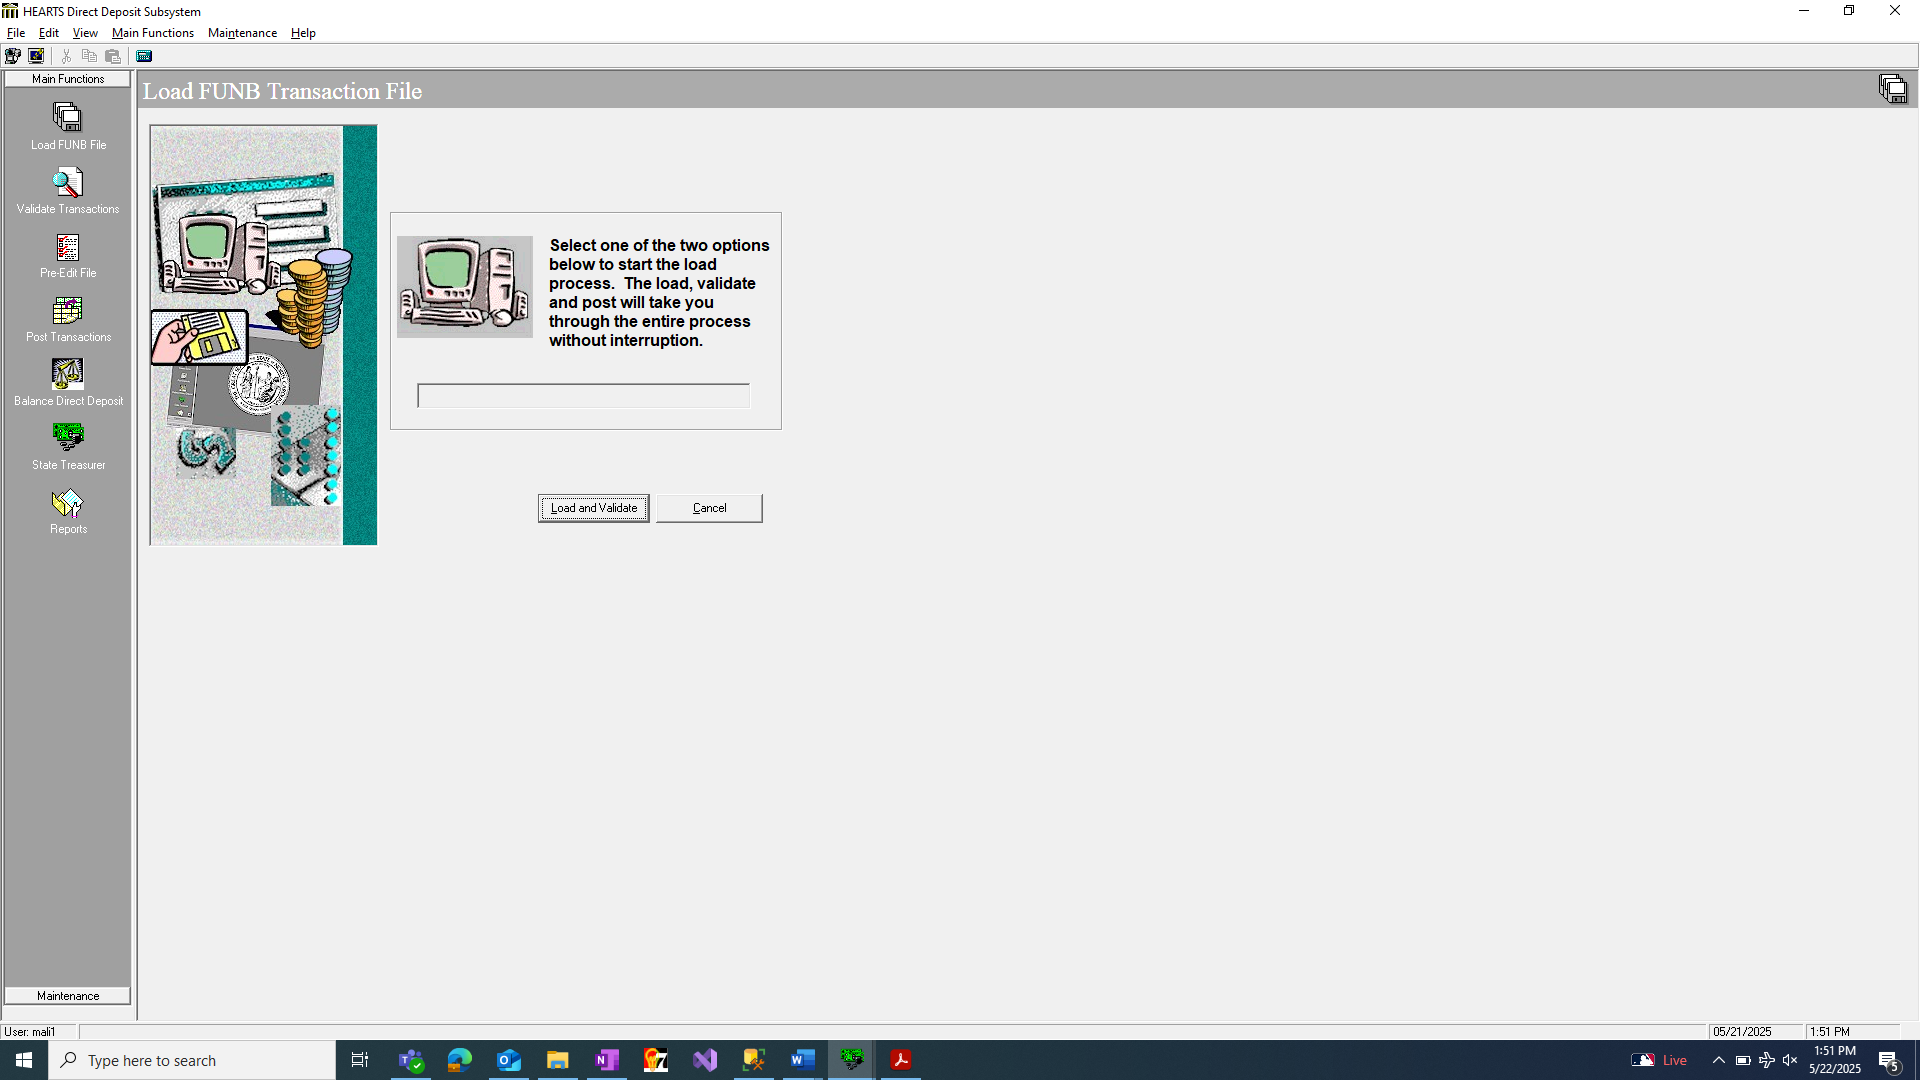 HEARTS Direct Deposit Subsystem
File Edit View Main Functions Maintenance Help
Main Functions
Load FUNB File
Validate Transactions
Pre-Edit File
Post Transactions
Balance Direct Deposit
State Treasurer
Reports
Maintenance
Load FUNB Transaction File
Select one of the two options
below to start the load
process. The load, validate
and post will take you
through the entire process
without interruption.
Load and Validate
Cancel
User: mali1
05/21/2025
1:51 PM
Type here to search
Live
1:51 PM
5/22/2025
5